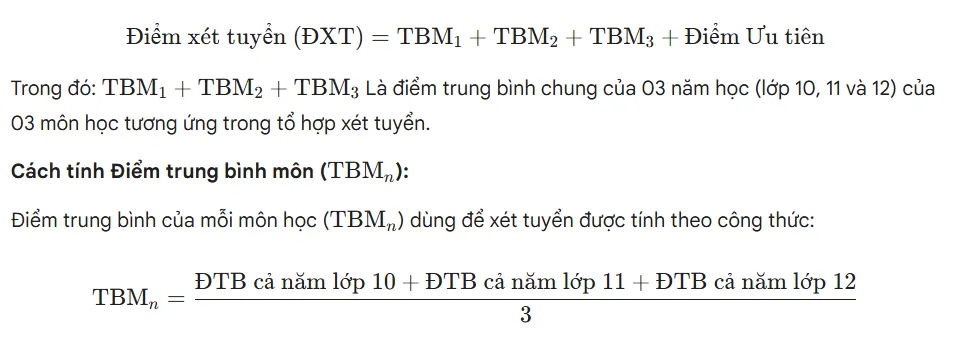 Điểm xét tuyển (ĐXT) = TBM₁ + TBM₂ + TBM₃ + Điểm Ưu tiên
Trong đó: TBM₁ + TBM₂ + TBM₃ Là điểm trung bình chung của 03 năm học (lớp 10, 11 và 12) của
03 môn học tương ứng trong tổ hợp xét tuyển.
Cách tính Điểm trung bình môn (TBMₙ):
Điểm trung bình của mỗi môn học (TBMₙ) dùng để xét tuyển được tính theo công thức:
ĐTB cả năm lớp 10 + ĐTB cả năm lớp 11 + ĐTB cả năm lớp 12
TBMₙ =
3